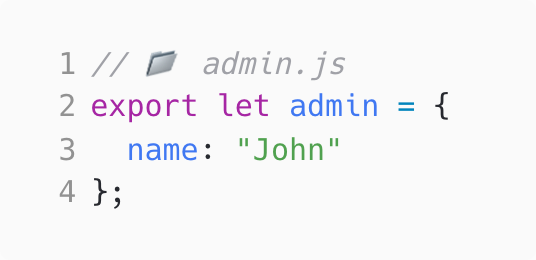 1 // 📁 admin.js
2 export let admin = {
3   name: "John"
4 };